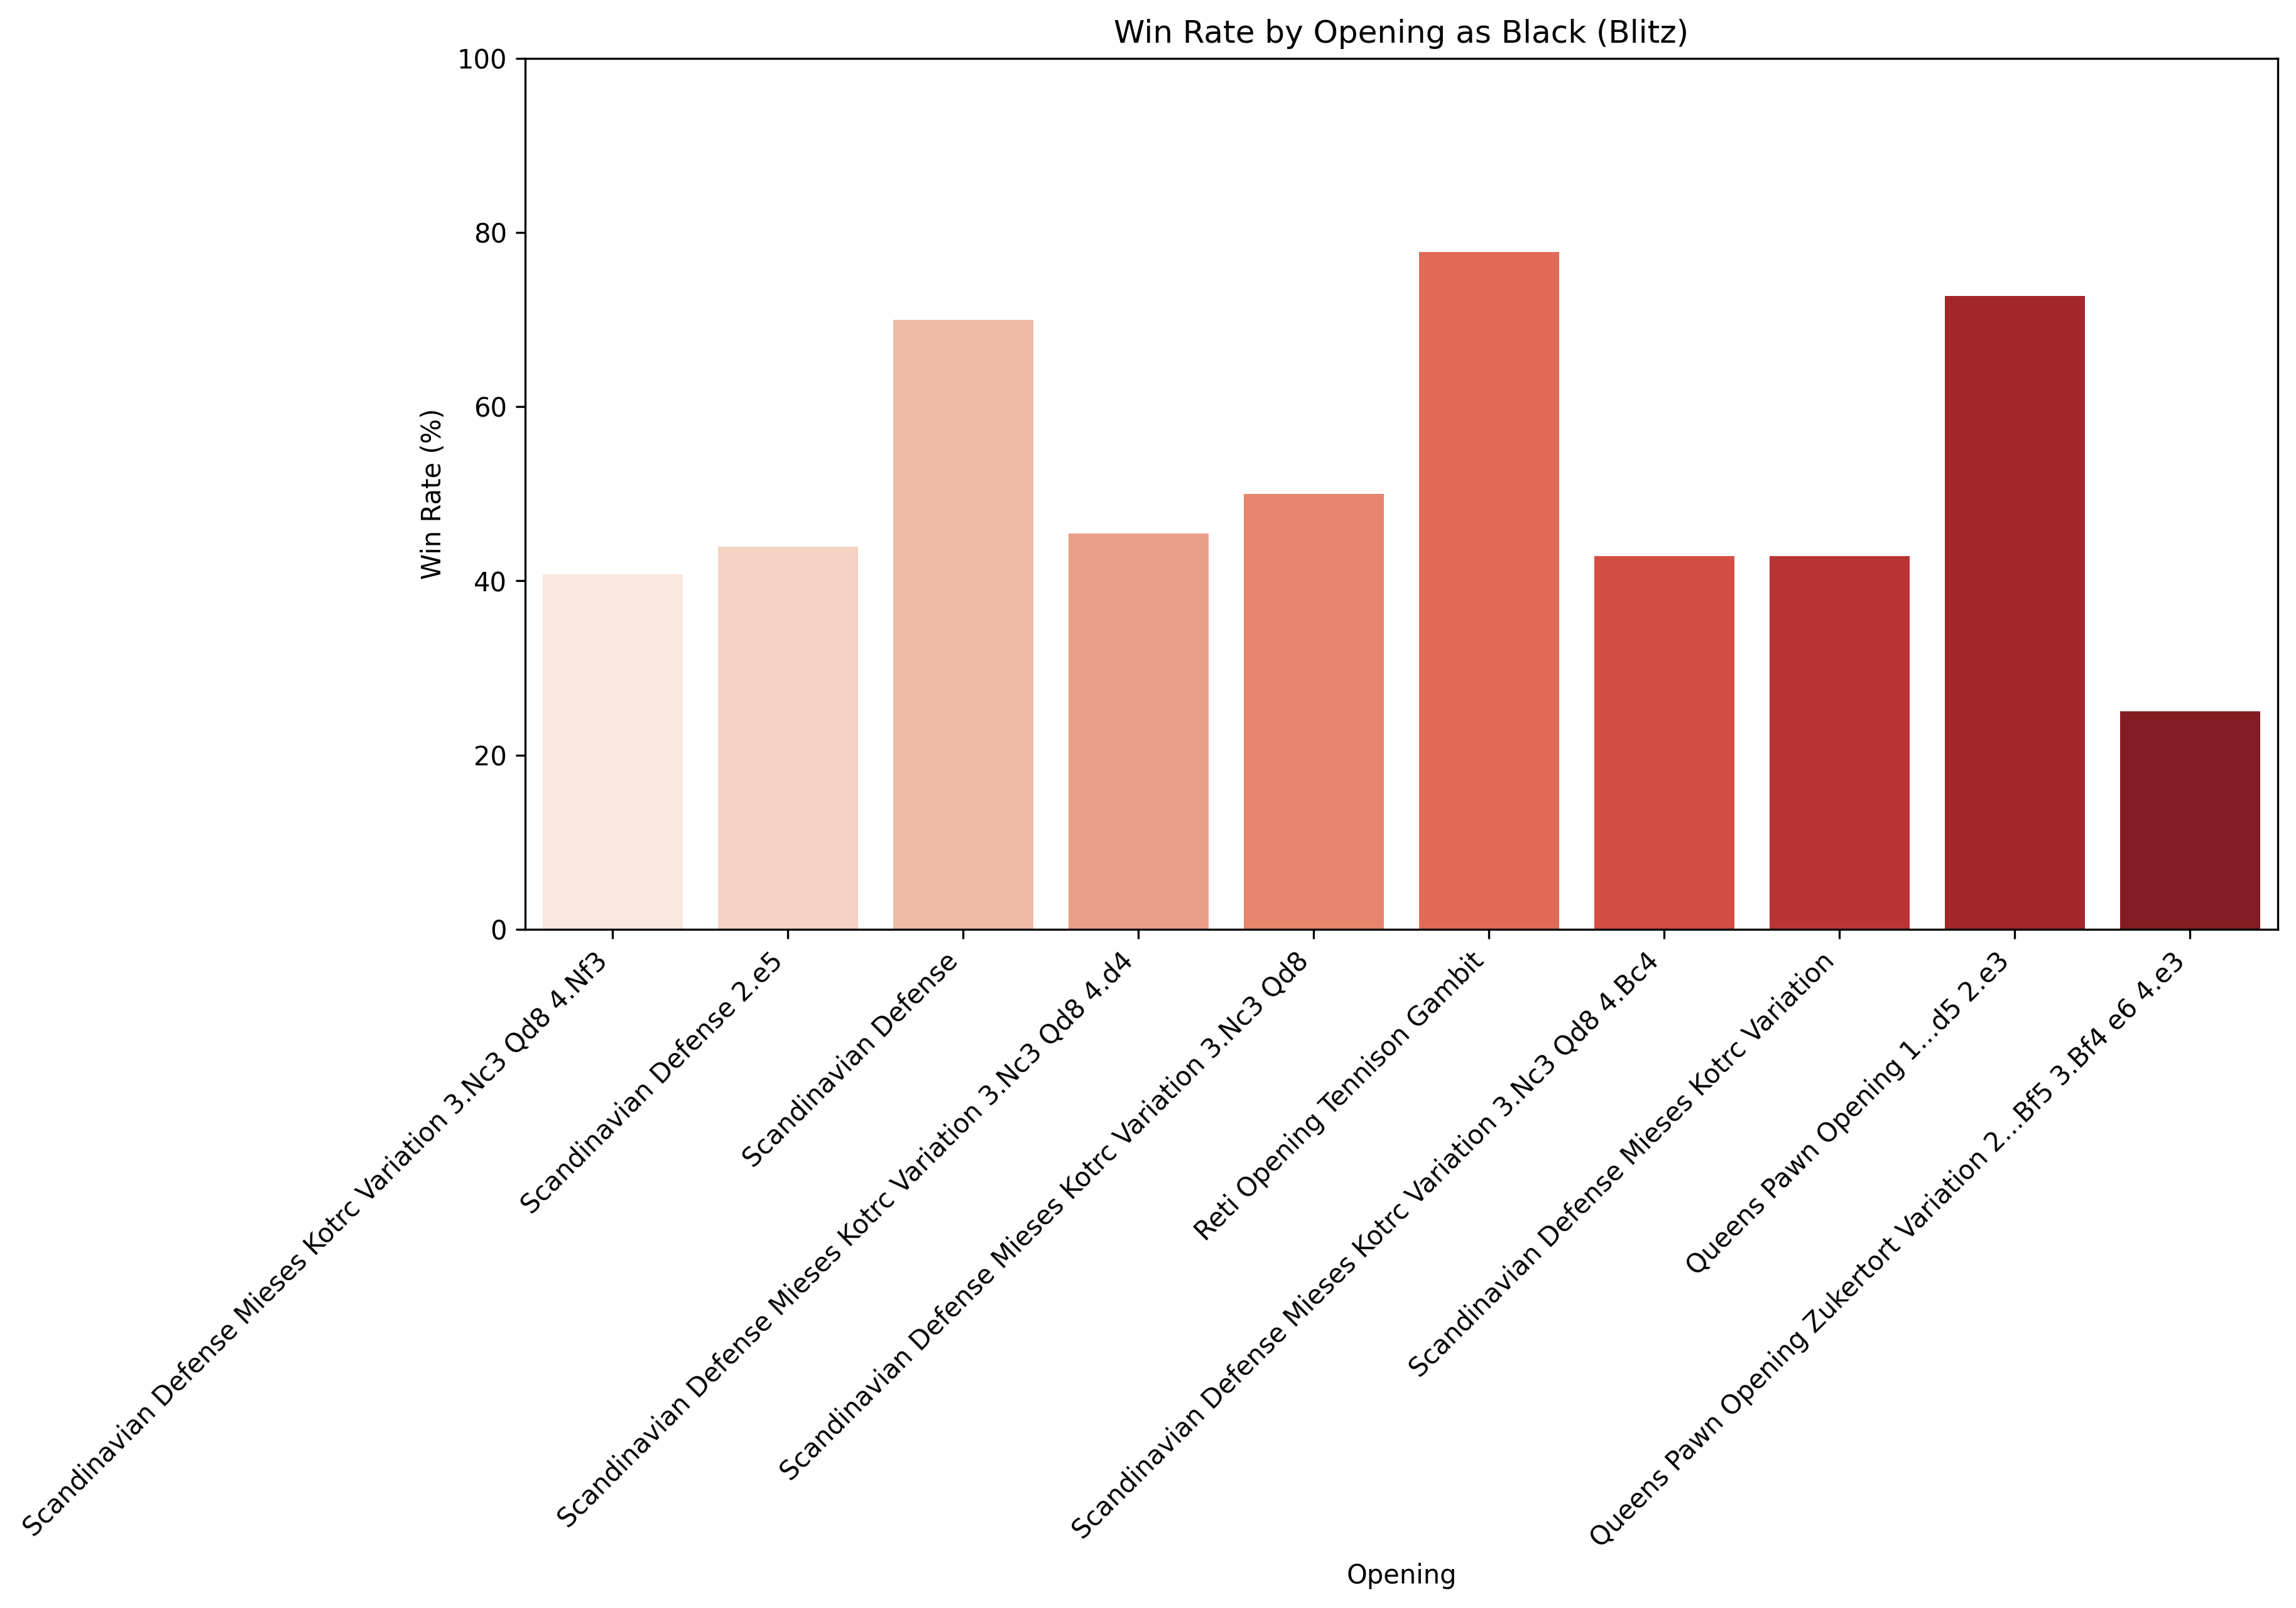 Win Rate by Opening as Black (Blitz)
100
80
60
40
20
0
Win Rate (%)
Scandinavian Defense Mieses Kotrc Variation 3.Nc3 Qd8 4.Nf3
Scandinavian Defense 2.e5
Scandinavian Defense
Scandinavian Defense Mieses Kotrc Variation 3.Nc3 Qd8 4.d4
Scandinavian Defense Mieses Kotrc Variation 3.Nc3 Qd8
Reti Opening Tennison Gambit
Scandinavian Defense Mieses Kotrc Variation 3.Nc3 Qd8 4.Bc4
Scandinavian Defense Mieses Kotrc Variation
Queens Pawn Opening 1...d5 2.e3
Queens Pawn Opening Zukertort Variation 2...Bf5 3.Bf4 e6 4.e3
Opening